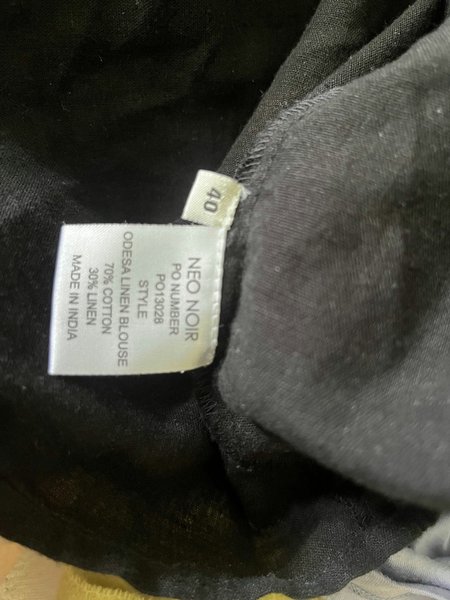 40
NEO NOIR
PO NUMBER
PO13028
STYLE
ODESA LINEN BLOUSE
70% COTTON
30% LINEN
MADE IN INDIA